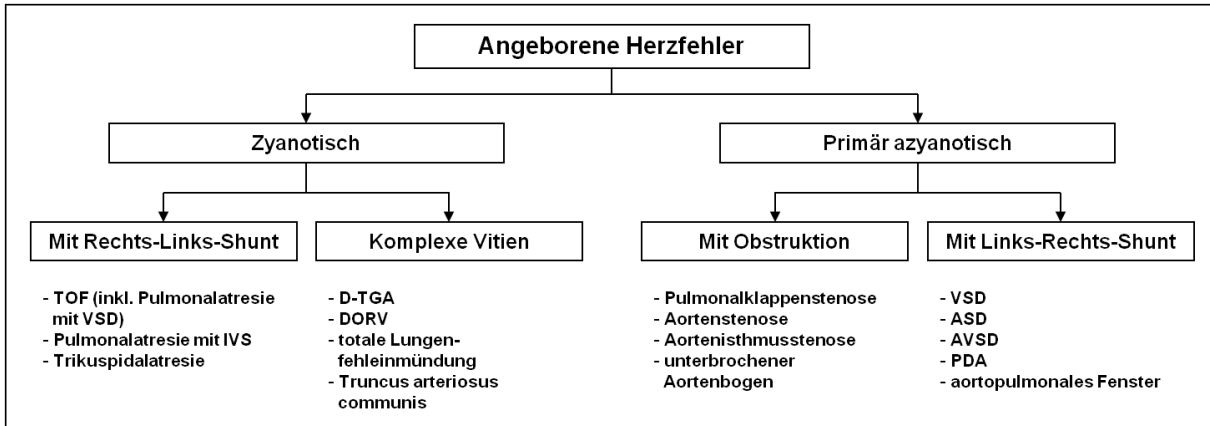 Angeborene Herzfehler
Zyanotisch
Primär azyanotisch
Mit Rechts-Links-Shunt
Komplexe Vitien
Mit Obstruktion
Mit Links-Rechts-Shunt
- TOF (inkl. Pulmonalatresie
mit VSD)
- Pulmonalatresie mit IVS
- Trikuspidalatresie
- D-TGA
- DORV
- totale Lungen-
fehleinmündung
- Truncus arteriosus
communis
- Pulmonalklappenstenose
- Aortenstenose
- Aortenisthmusstenose
- unterbrochener
Aortenbogen
- VSD
- ASD
- AVSD
- PDA
- aortopulmonales Fenster